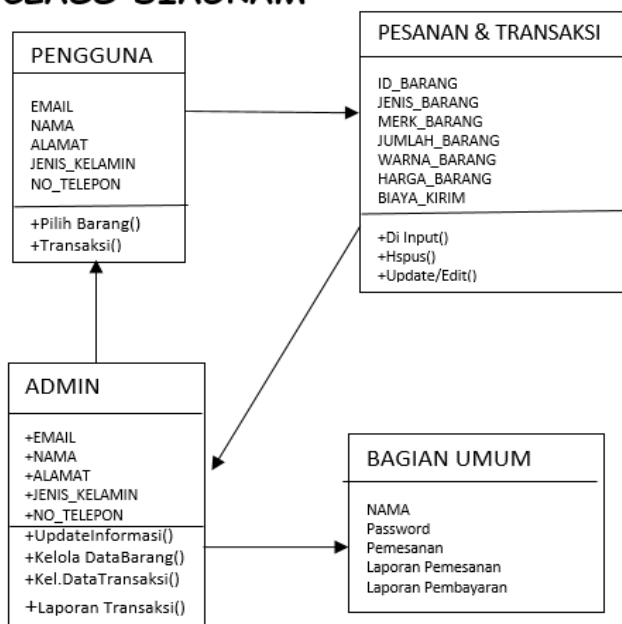 CLASS DIAGRAM
PENGGUNA
EMAIL
NAMA
ALAMAT
JENIS_KELAMIN
NO_TELEPON
+Pilih Barang()
+Transaksi()
PESANAN & TRANSAKSI
ID_BARANG
JENIS_BARANG
MERK_BARANG
JUMLAH_BARANG
WARNA_BARANG
HARGA_BARANG
BIAYA_KIRIM
+Di Input()
+Hspus()
+Update/Edit()
ADMIN
+EMAIL
+NAMA
+ALAMAT
+JENIS_KELAMIN
+NO_TELEPON
+UpdateInformasi()
+Kelola DataBarang()
+Kel.DataTransaksi()
+Laporan Transaksi()
BAGIAN UMUM
NAMA
Password
Pemesanan
Laporan Pemesanan
Laporan Pembayaran